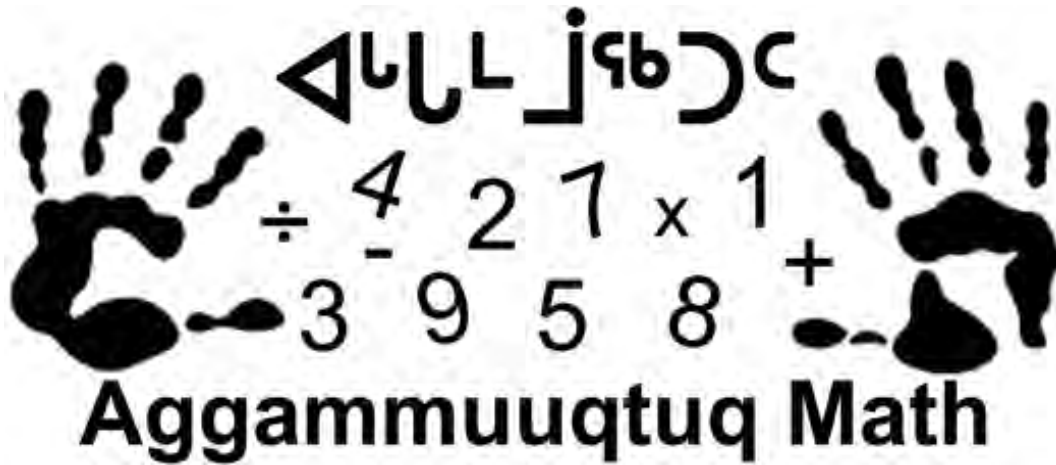 ᐊᒡᒐᒻᒨᖅᑐᑦ
÷ 4 2 7 x 1
- +
3 9 5 8
Aggammuuqtuq Math